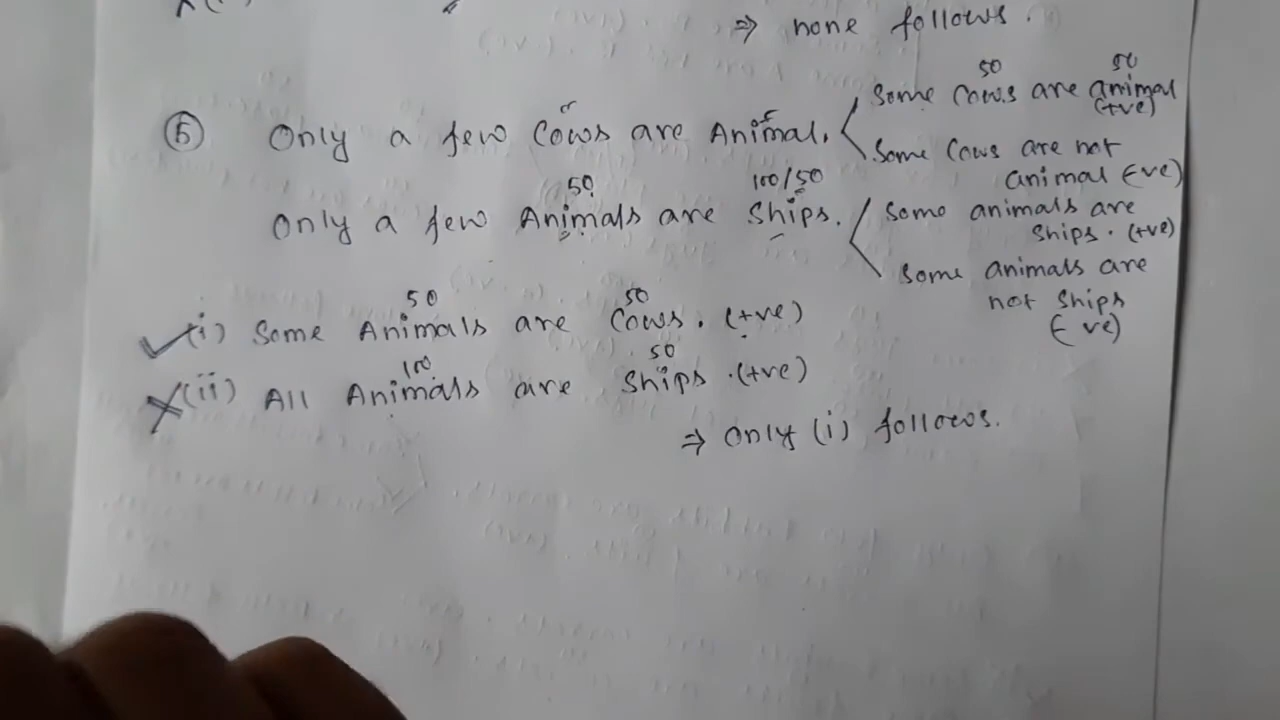 ⇒ none follows.
50 50
Some Cows are animal
(+ve)
⑤ Only a few Cows are Animal.
Some Cows are not
animal (-ve)
50 100/50
Only a few Animals are Ships.
Some animals are
Ships. (+ve)
Some animals are
not Ships
(-ve)
50 50
✓(i) Some Animals are Cows. (+ve)
100 50
X(ii) All Animals are Ships. (+ve)
⇒ Only (i) follows.